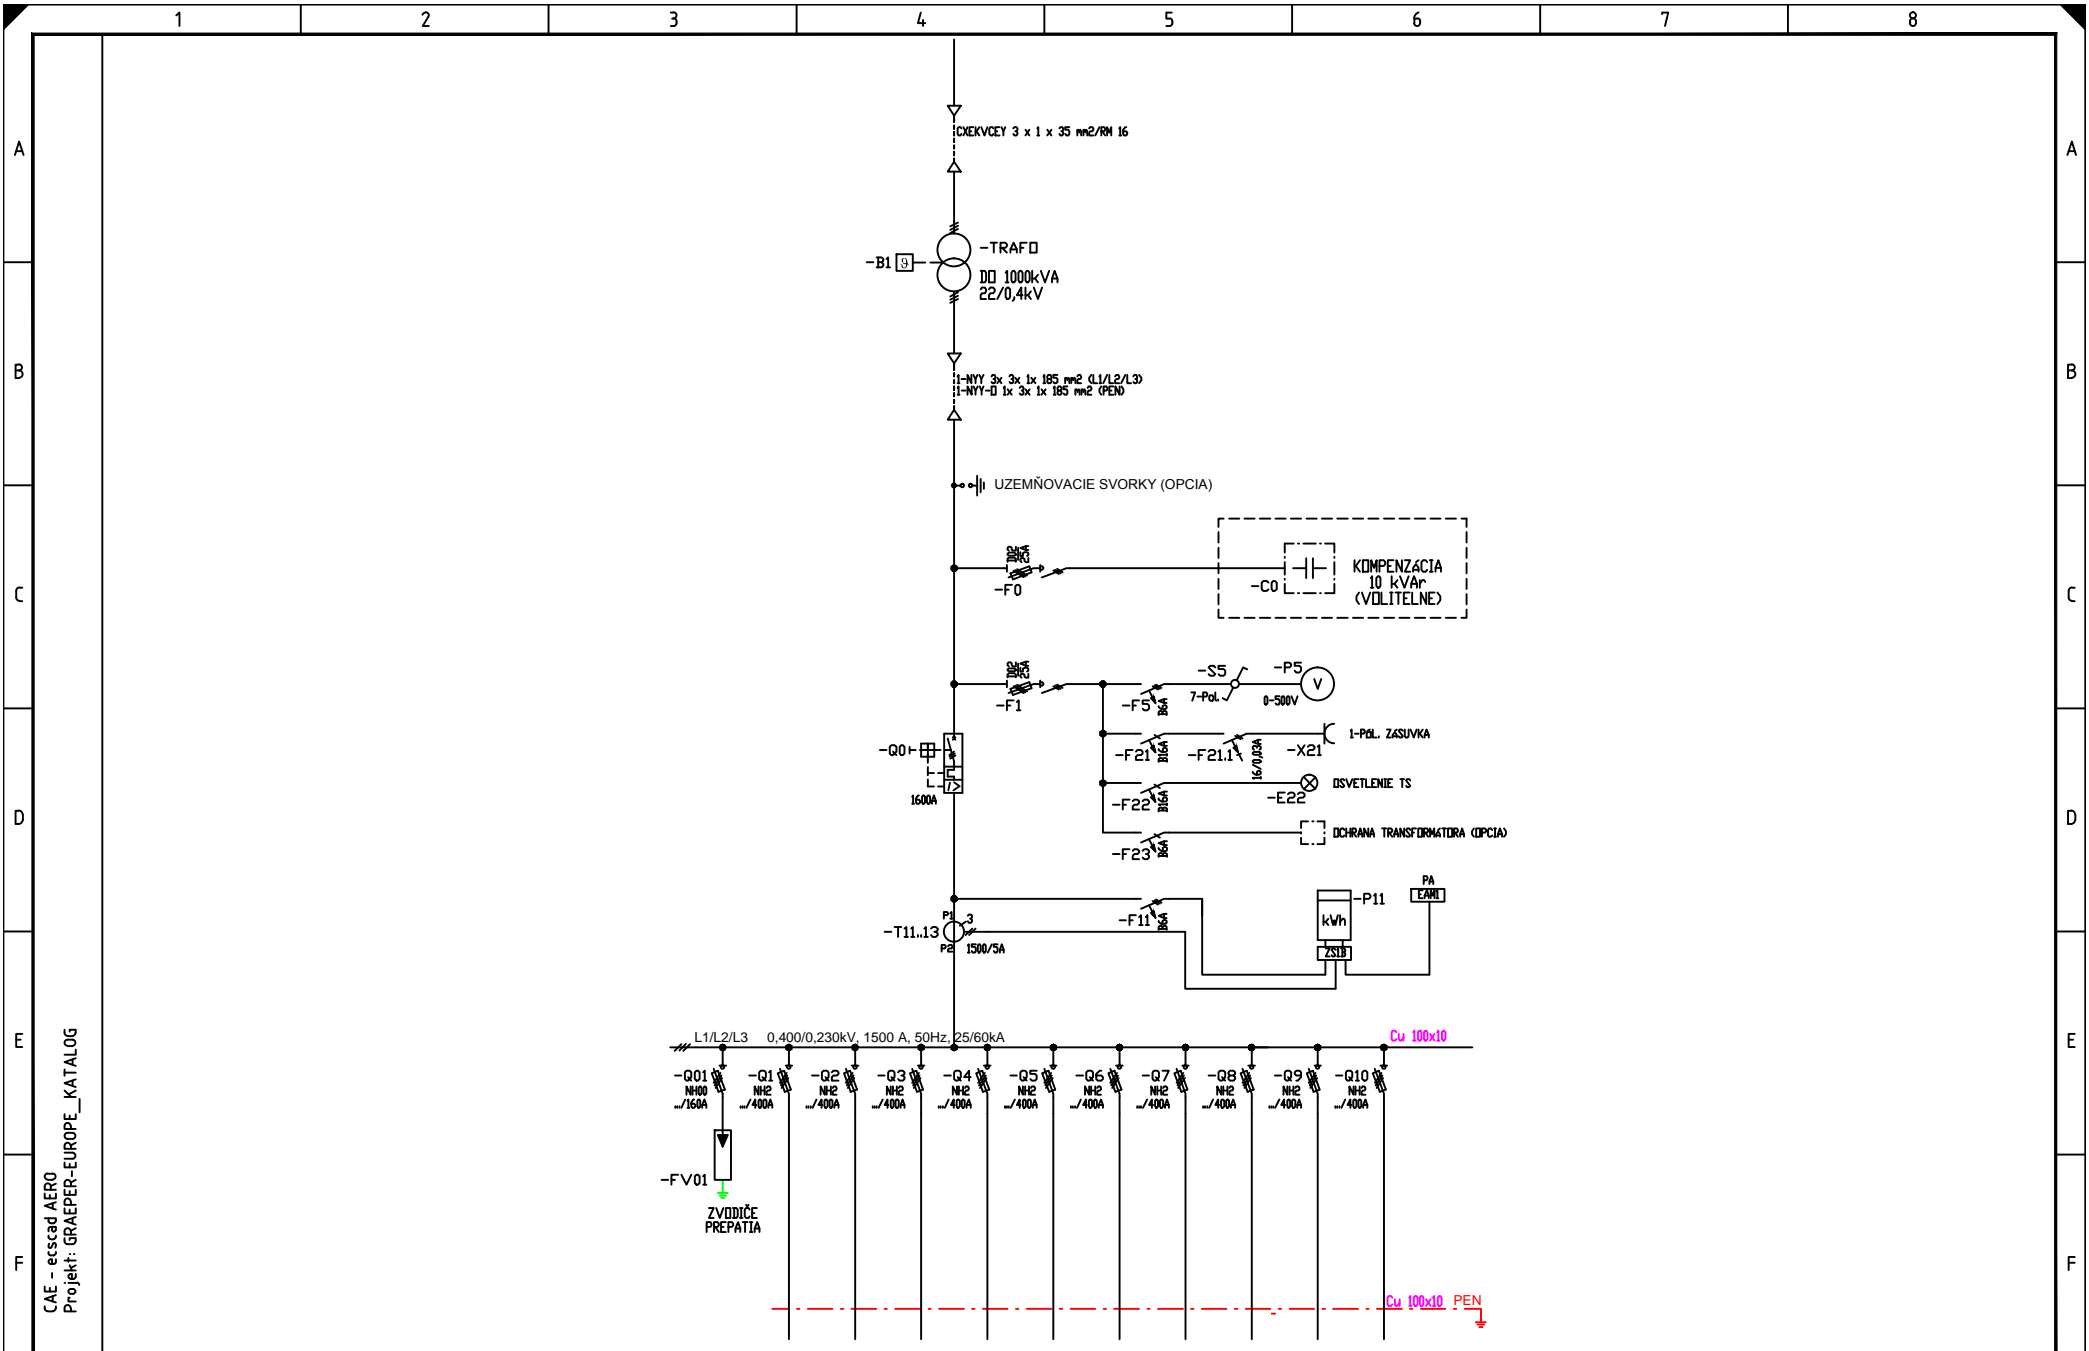 1 2 3 4 5 6 7 8
A A
CXEKVCEY 3 x 1 x 35 mm2/RM 16
-TRAFO
-B1 ϑ
DO 1000kVA
22/0,4kV
B B
1-NYY 3x 3x 1x 185 mm2 (L1/L2/L3)
1-NYY-O 1x 3x 1x 185 mm2 (PEN)
UZEMŇOVACIE SVORKY (OPCIA)
C C
D02
25A
-F0
-C0
KOMPENZáCIA
10 kVAr
(VOLITELNE)
D02
25A
-F1
-F5
B6A
-S5
7-Pol.
-P5
V
0-500V
-Q0
I>
1600A
-F21
B16A
-F21.1
16/0,03A
-X21
1-PóL. ZáSUVKA
-F22
B16A
-E22
OSVETLENIE TS
D D
-F23
B6A
OCHRANA TRANSFORMáTORA (OPCIA)
-F11
B6A
-P11
kWh
ZS1B
PA
EAM1
-T11..13
P1
3
P2
1500/5A
E E
L1/L2/L3 0,400/0,230kV, 1500 A, 50Hz, 25/60kA
Cu 100x10
-Q01 -Q1 -Q2 -Q3 -Q4 -Q5 -Q6 -Q7 -Q8 -Q9 -Q10
NH00 NH2 NH2 NH2 NH2 NH2 NH2 NH2 NH2 NH2 NH2
.../160A .../400A .../400A .../400A .../400A .../400A .../400A .../400A .../400A .../400A .../400A
-FV01
ZVODIČE
PREPATIA
F F
Cu 100x10 PEN
CAE - ecscad AERO
Projekt: GRAEPER-EUROPE_KATALOG